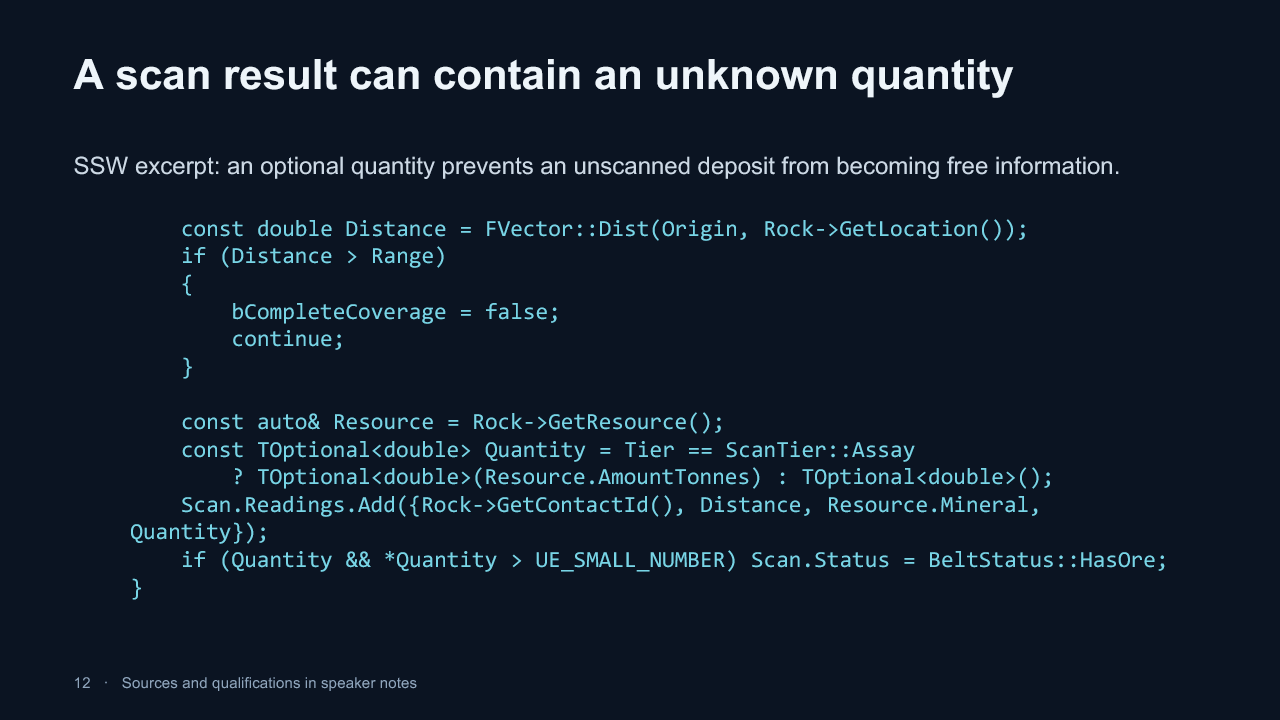 A scan result can contain an unknown quantity
SSW excerpt: an optional quantity prevents an unscanned deposit from becoming free information.
    const double Distance = FVector::Dist(Origin, Rock->GetLocation());
    if (Distance > Range)
    {
        bCompleteCoverage = false;
        continue;
    }

    const auto& Resource = Rock->GetResource();
    const TOptional<double> Quantity = Tier == ScanTier::Assay
        ? TOptional<double>(Resource.AmountTonnes) : TOptional<double>();
    Scan.Readings.Add({Rock->GetContactId(), Distance, Resource.Mineral,
Quantity});
    if (Quantity && *Quantity > UE_SMALL_NUMBER) Scan.Status = BeltStatus::HasOre;
}
12 · Sources and qualifications in speaker notes